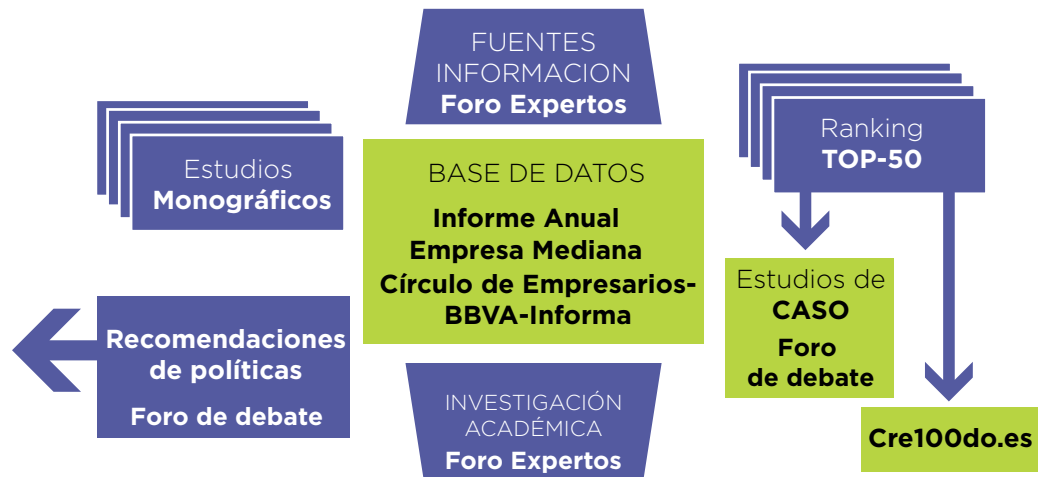 FUENTES
INFORMACION
Foro Expertos
Estudios
Monográficos
BASE DE DATOS
Informe Anual
Empresa Mediana
Círculo de Empresarios-
BBVA-Informa
Ranking
TOP-50
Recomendaciones
de políticas
Foro de debate
INVESTIGACIÓN
ACADÉMICA
Foro Expertos
Estudios de
CASO
Foro
de debate
Cre100do.es